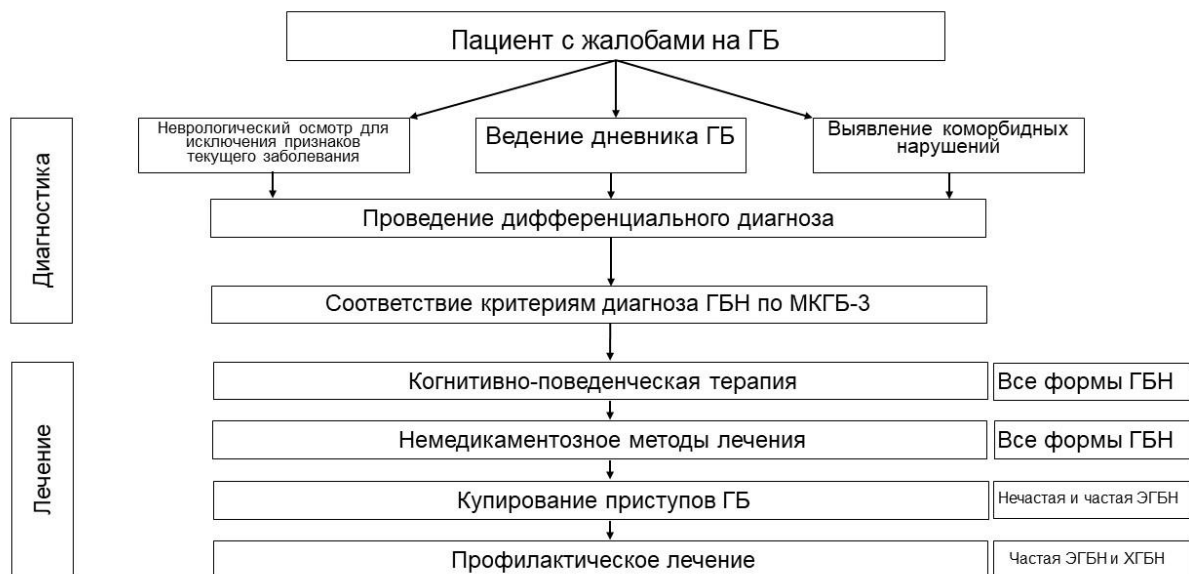 Пациент с жалобами на ГБ
Диагностика
Неврологический осмотр для
исключения признаков
текущего заболевания
Ведение дневника ГБ
Выявление коморбидных
нарушений
Проведение дифференциального диагноза
Соответствие критериям диагноза ГБН по МКГБ-3
Лечение
Когнитивно-поведенческая терапия
Все формы ГБН
Немедикаментозное методы лечения
Все формы ГБН
Купирование приступов ГБ
Нечастая и частая ЭГБН
Профилактическое лечение
Частая ЭГБН и ХГБН